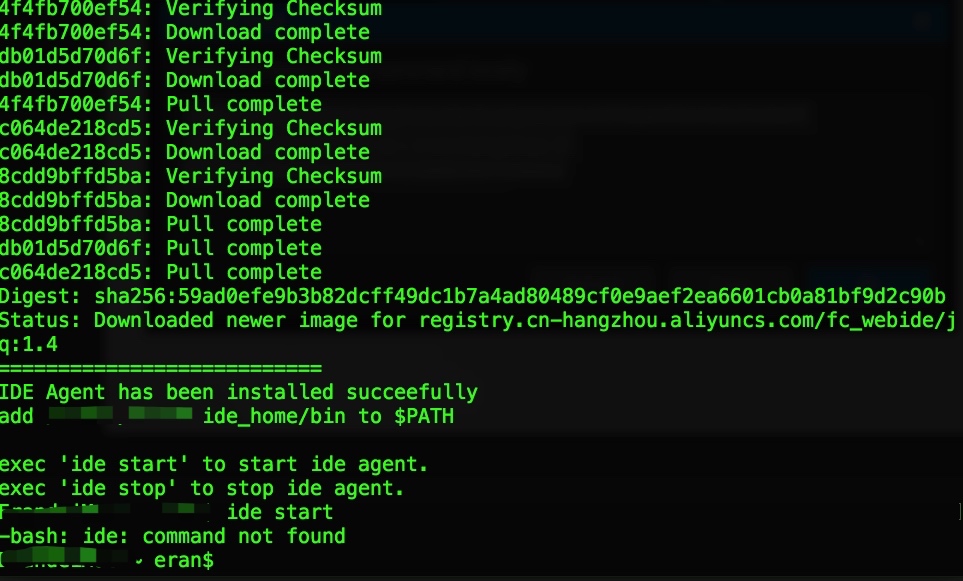 4f4fb700ef54: Verifying Checksum
4f4fb700ef54: Download complete
db01d5d70d6f: Verifying Checksum
db01d5d70d6f: Download complete
4f4fb700ef54: Pull complete
c064de218cd5: Verifying Checksum
c064de218cd5: Download complete
8cdd9bffd5ba: Verifying Checksum
8cdd9bffd5ba: Download complete
8cdd9bffd5ba: Pull complete
db01d5d70d6f: Pull complete
c064de218cd5: Pull complete
Digest: sha256:59ad0efe9b3b82dcff49dc1b7a4ad80489cf0e9aef2ea6601cb0a81bf9d2c90b
Status: Downloaded newer image for registry.cn-hangzhou.aliyuncs.com/fc_webide/j
q:1.4
===========================
IDE Agent has been installed succeefully
add ide_home/bin to $PATH
exec 'ide start' to start ide agent.
exec 'ide stop' to stop ide agent.
ide start
-bash: ide: command not found
eran$